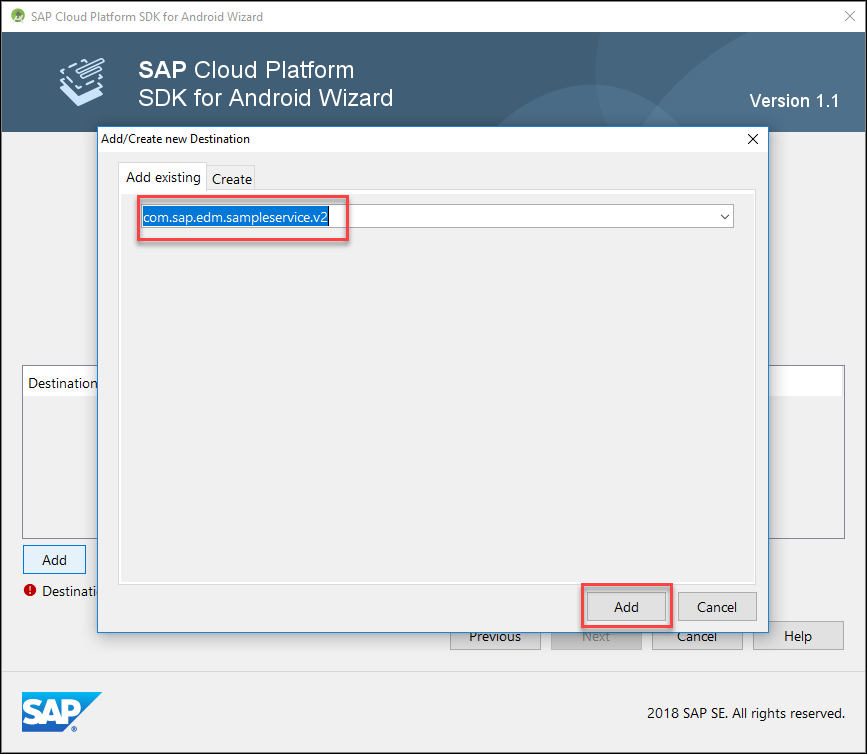 SAP Cloud Platform SDK for Android Wizard
SAP Cloud Platform
SDK for Android Wizard
Version 1.1
Add/Create new Destination
Add existing
Create
com.sap.edm.sampleservice.v2
Destination
Add
Cancel
Add
Destinati
Previous
Next
Cancel
Help
SAP
®
2018 SAP SE. All rights reserved.